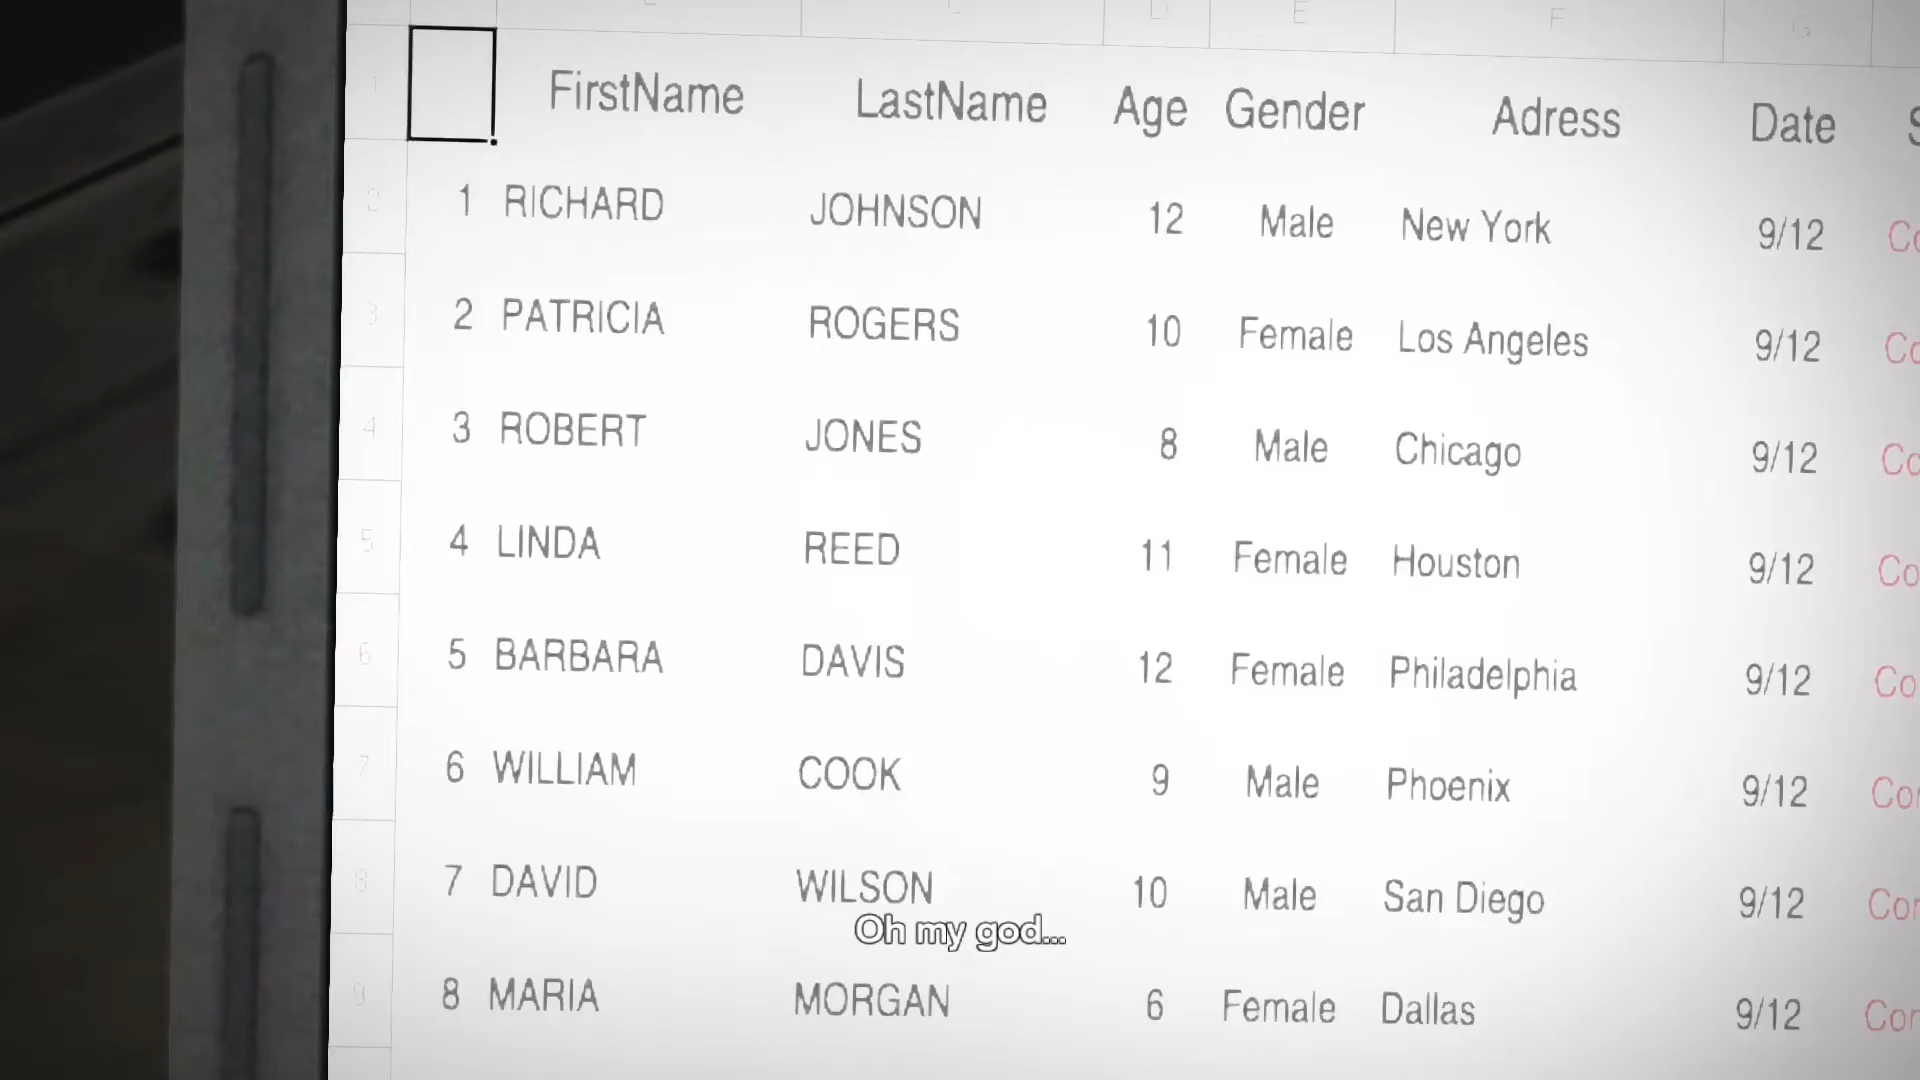 FirstName LastName Age Gender Adress Date
1 RICHARD JOHNSON 12 Male New York 9/12
2 PATRICIA ROGERS 10 Female Los Angeles 9/12
3 ROBERT JONES 8 Male Chicago 9/12
4 LINDA REED 11 Female Houston 9/12
5 BARBARA DAVIS 12 Female Philadelphia 9/12
6 WILLIAM COOK 9 Male Phoenix 9/12
7 DAVID WILSON 10 Male San Diego 9/12
Oh my god...
8 MARIA MORGAN 6 Female Dallas 9/12